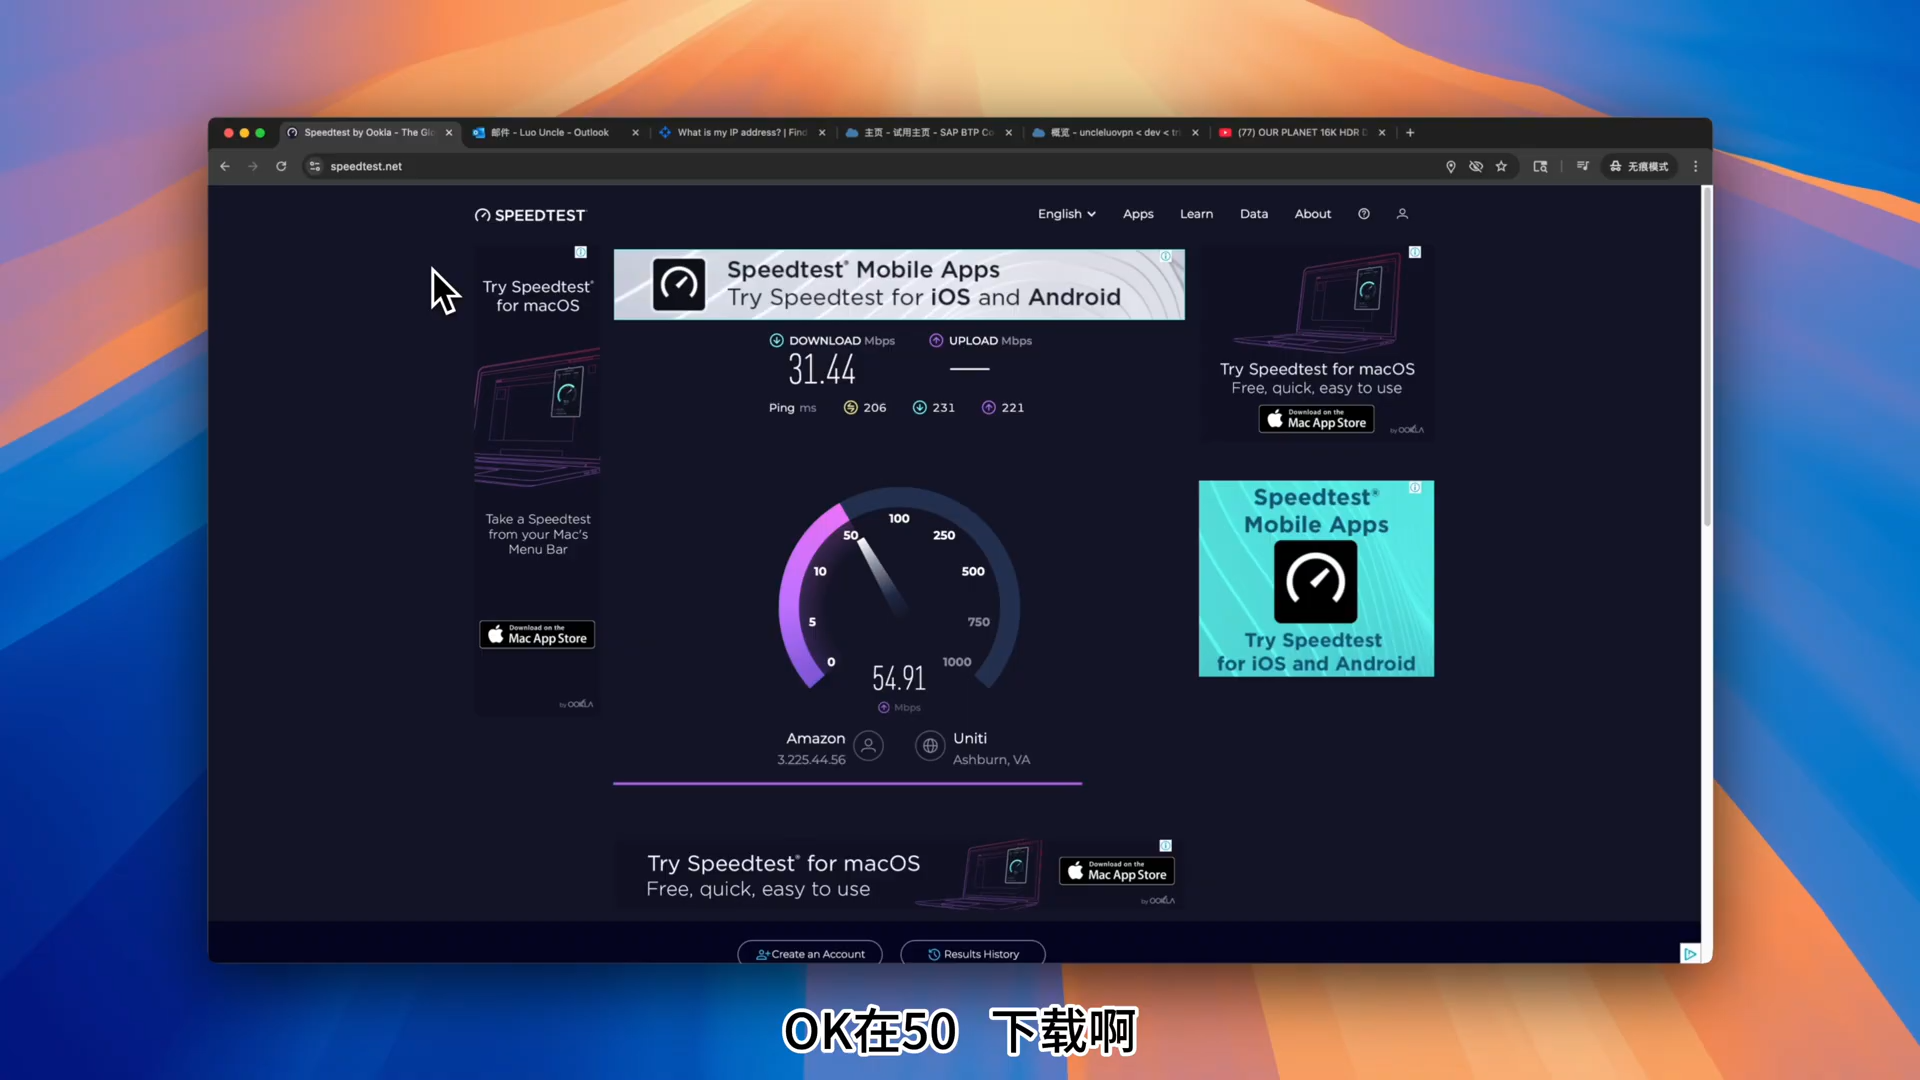 Speedtest by Ookla - The Glo
邮件 - Luo Uncle - Outlook
What is my IP address? | Find
主页 - 试用主页 - SAP BTP Co
概览 - uncleluovpn < dev < tri
(77) OUR PLANET 16K HDR D
speedtest.net
无痕模式
SPEEDTEST
English
Apps
Learn
Data
About
Try Speedtest®
for macOS
Take a Speedtest
from your Mac's
Menu Bar
Download on the
Mac App Store
by OOKLA
Speedtest® Mobile Apps
Try Speedtest for iOS and Android
DOWNLOAD Mbps
31.44
UPLOAD Mbps
Ping ms
206
231
221
0
5
10
50
100
250
500
750
1000
54.91
Mbps
Amazon
3.225.44.56
Uniti
Ashburn, VA
Try Speedtest for macOS
Free, quick, easy to use
Download on the
Mac App Store
by OOKLA
Speedtest®
Mobile Apps
Try Speedtest
for iOS and Android
Try Speedtest® for macOS
Free, quick, easy to use
Download on the
Mac App Store
by OOKLA
Create an Account
Results History
OK在50 下载啊